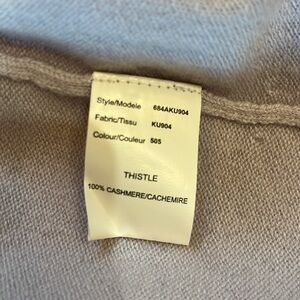 Style/Modele 684AKU904
Fabric/Tissu KU904
Colour/Couleur 505
THISTLE
100% CASHMERE/CACHEMIRE